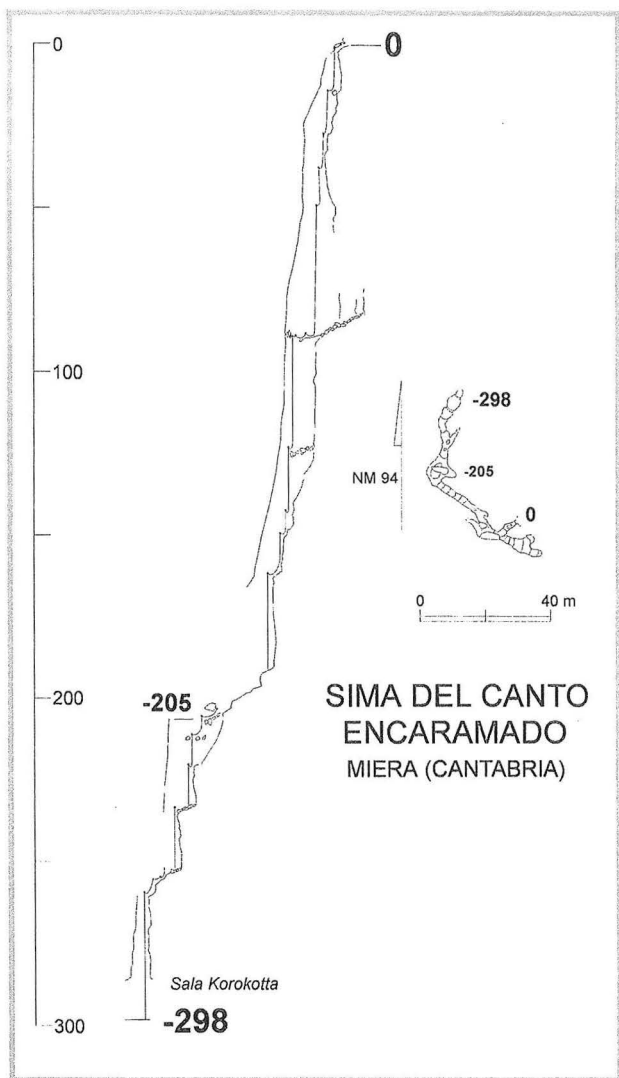 0
0
100
-298
NM 94
-205
0
0 40 m
200
-205
SIMA DEL CANTO
ENCARAMADO
MIERA (CANTABRIA)
Sala Korokotta
-298
300